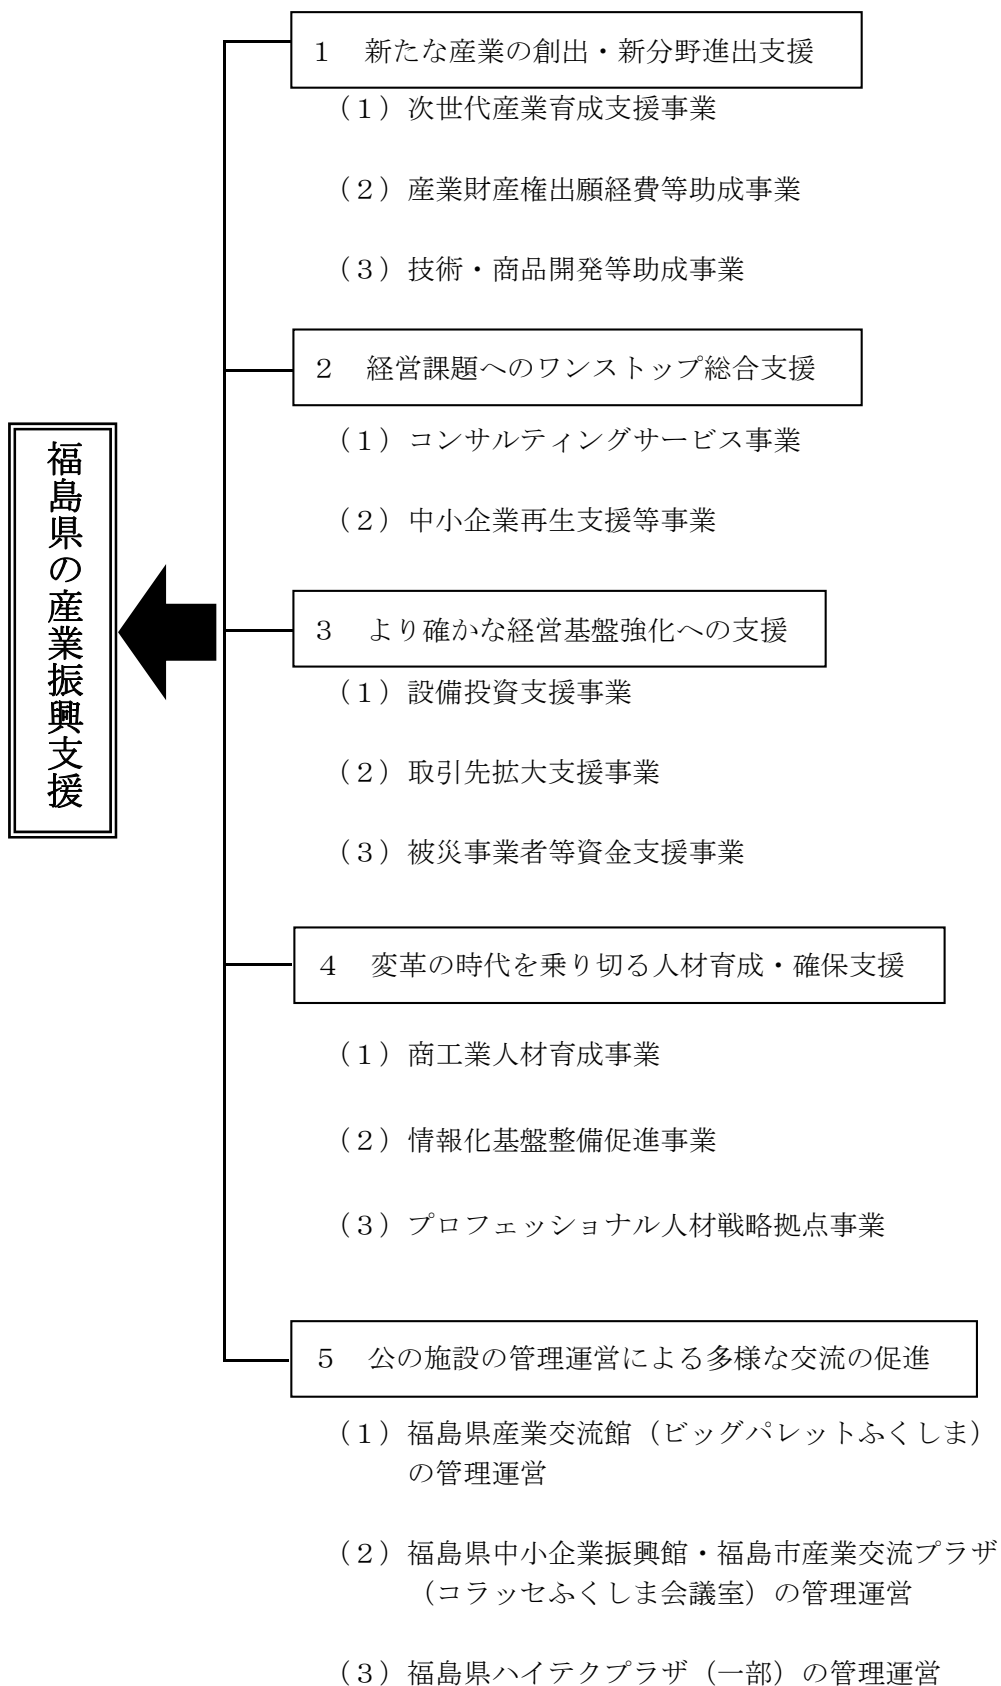 福島県の産業振興支援
１　新たな産業の創出・新分野進出支援
（１）次世代産業育成支援事業
（２）産業財産権出願経費等助成事業
（３）技術・商品開発等助成事業
２　経営課題へのワンストップ総合支援
（１）コンサルティングサービス事業
（２）中小企業再生支援等事業
３　より確かな経営基盤強化への支援
（１）設備投資支援事業
（２）取引先拡大支援事業
（３）被災事業者等資金支援事業
４　変革の時代を乗り切る人材育成・確保支援
（１）商工業人材育成事業
（２）情報化基盤整備促進事業
（３）プロフェッショナル人材戦略拠点事業
５　公の施設の管理運営による多様な交流の促進
（１）福島県産業交流館（ビッグパレットふくしま）
の管理運営
（２）福島県中小企業振興館・福島市産業交流プラザ
（コラッセふくしま会議室）の管理運営
（３）福島県ハイテクプラザ（一部）の管理運営